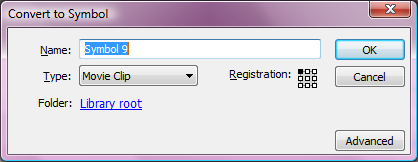 Convert to Symbol
Name: Symbol 9 OK
Type: Movie Clip Registration: Cancel
Folder: Library root
Advanced